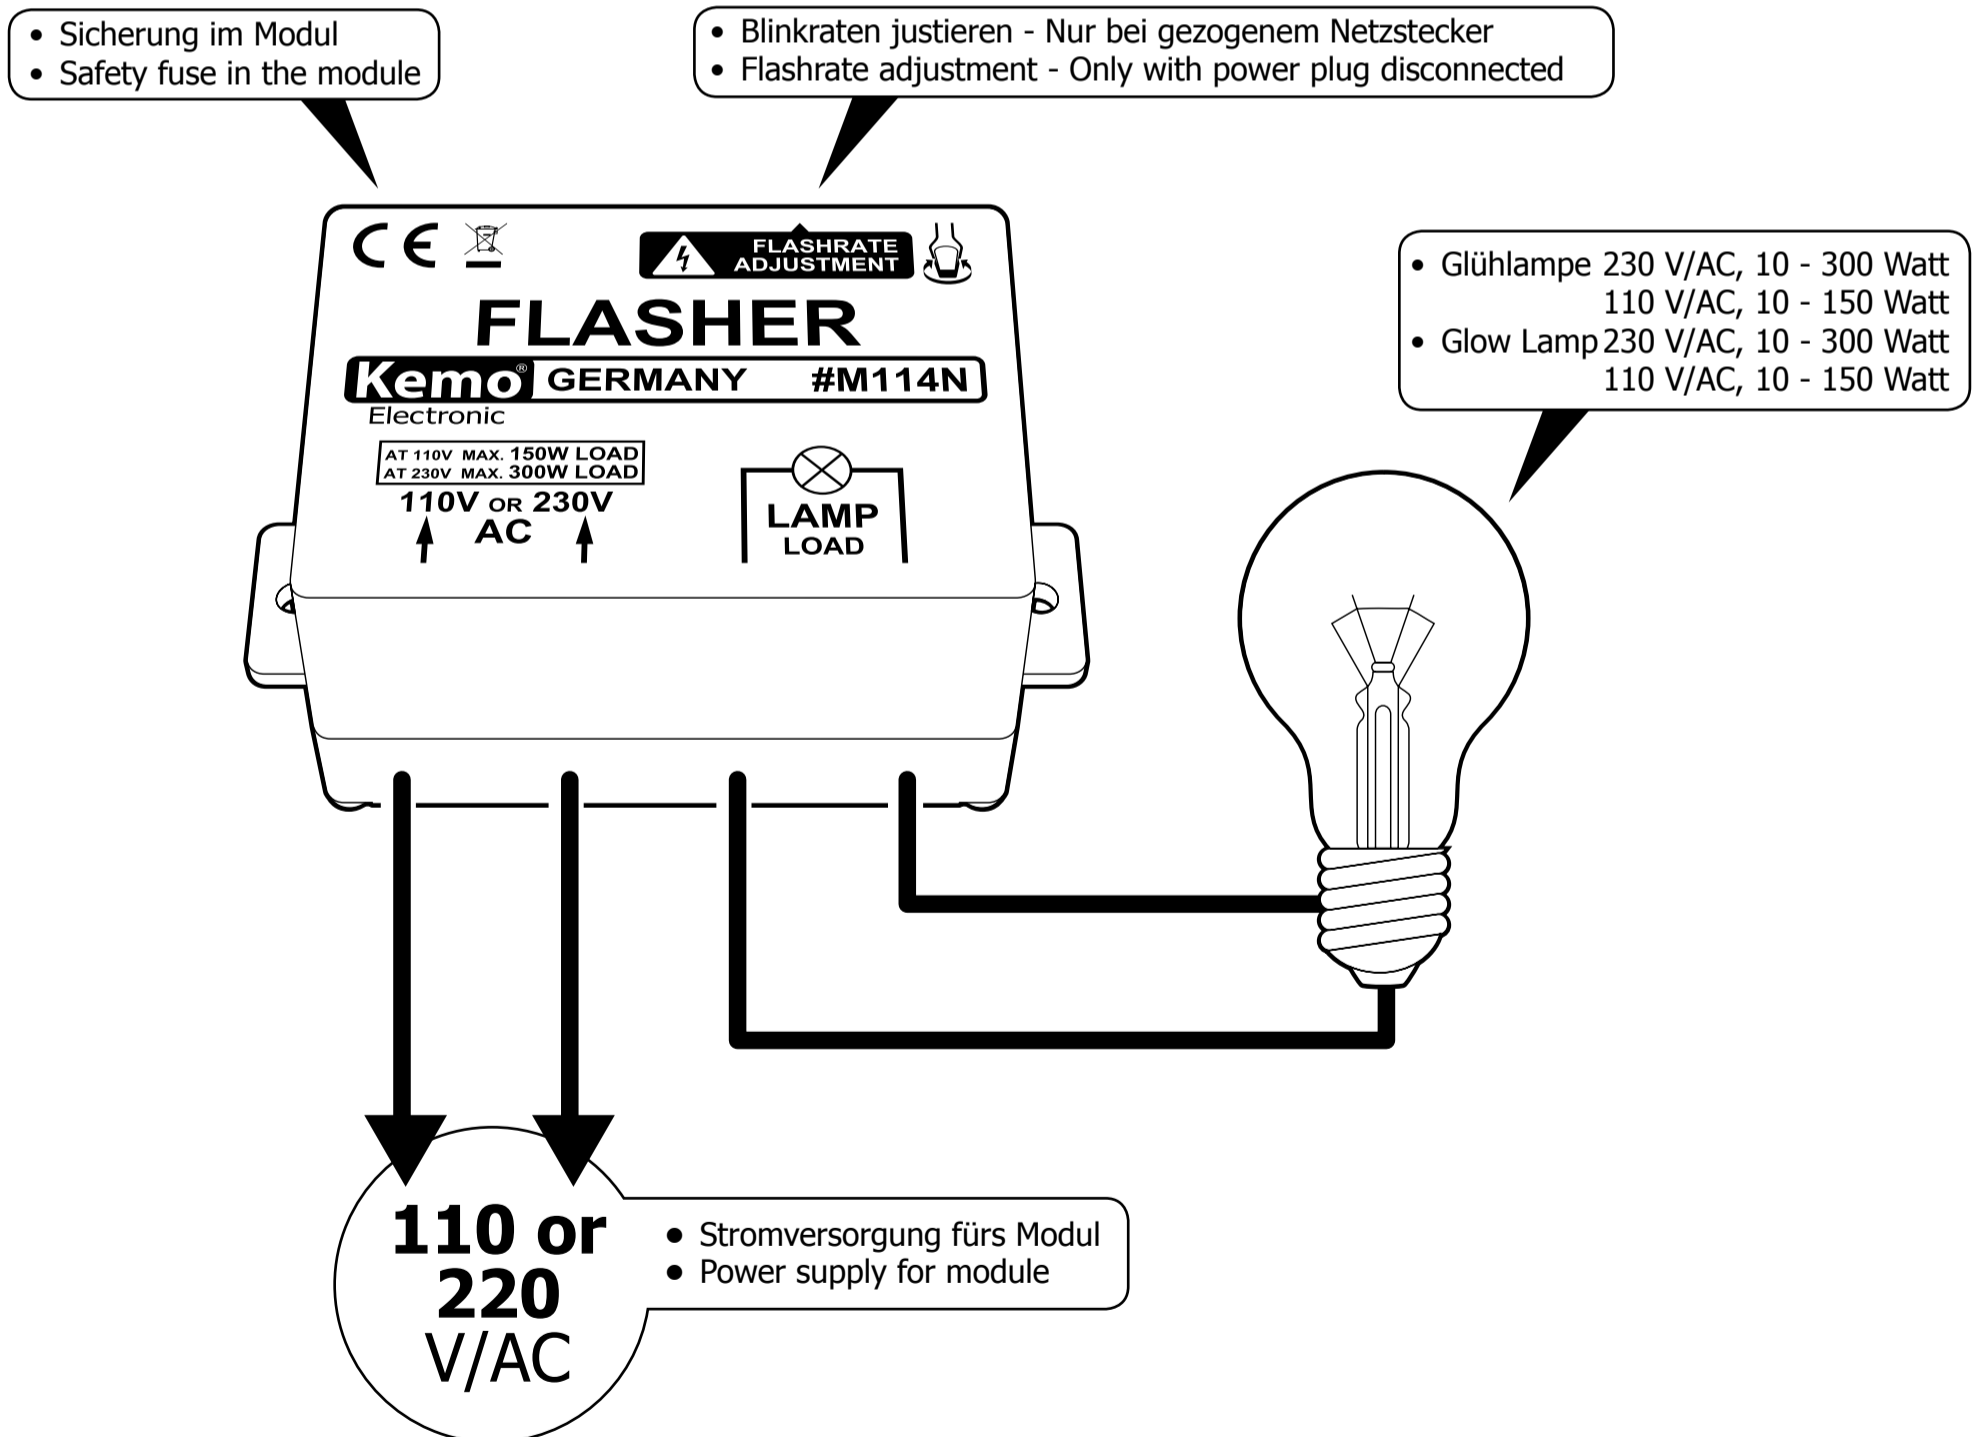 • Sicherung im Modul
• Safety fuse in the module
• Blinkraten justieren - Nur bei gezogenem Netzstecker
• Flashrate adjustment - Only with power plug disconnected
CE
FLASHRATE
ADJUSTMENT
FLASHER
Kemo® GERMANY #M114N
Electronic
AT 110V MAX. 150W LOAD
AT 230V MAX. 300W LOAD
110V OR 230V
AC
LAMP
LOAD
• Glühlampe 230 V/AC, 10 - 300 Watt
110 V/AC, 10 - 150 Watt
• Glow Lamp 230 V/AC, 10 - 300 Watt
110 V/AC, 10 - 150 Watt
110 or
220
V/AC
• Stromversorgung fürs Modul
• Power supply for module